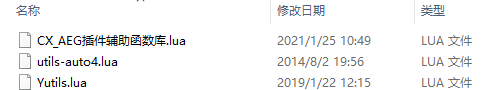 名称 修改日期 类型
CX_AEG插件辅助函数库.lua 2021/1/25 10:49 LUA 文件
utils-auto4.lua 2014/8/2 19:56 LUA 文件
Yutils.lua 2019/1/22 12:15 LUA 文件